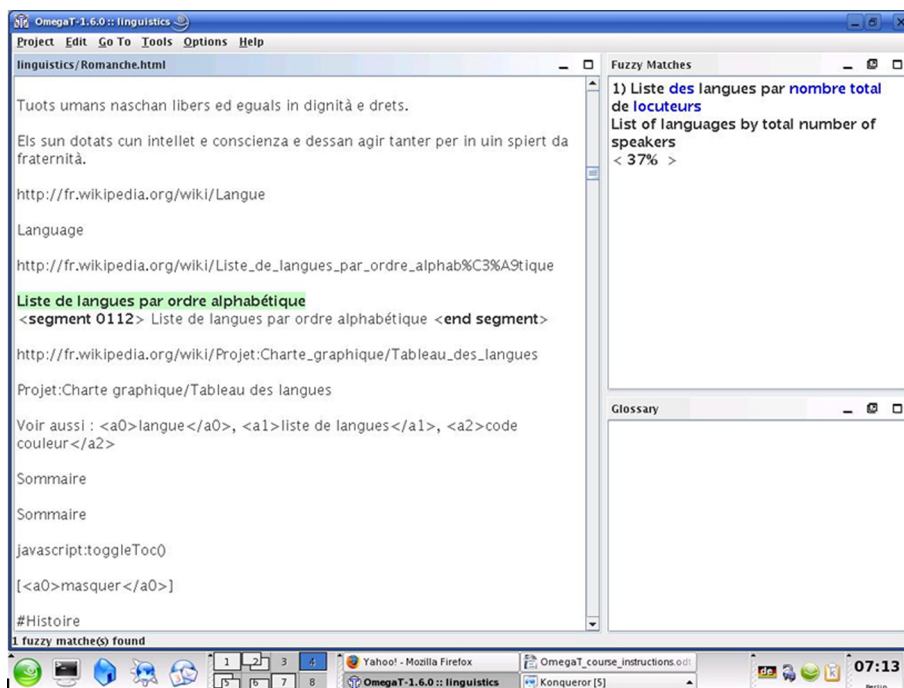 OmegaT-1.6.0 :: linguistics
Project Edit Go To Tools Options Help
linguistics/Romanche.html
Tuots umans naschan libers ed eguals in dignità e drets.
Els sun dotats cun intellet e conscienza e dessan agir tanter per in uin spiert da
fraternità.
http://fr.wikipedia.org/wiki/Langue
Language
http://fr.wikipedia.org/wiki/Liste_de_langues_par_ordre_alphab%C3%A9tique
Liste de langues par ordre alphabétique
<segment 0112> Liste de langues par ordre alphabétique <end segment>
http://fr.wikipedia.org/wiki/Projet:Charte_graphique/Tableau_des_langues
Projet:Charte graphique/Tableau des langues
Voir aussi : <a0>langue</a0>, <a1>liste de langues</a1>, <a2>code
couleur</a2>
Sommaire
Sommaire
javascript:toggleToc()
[<a0>masquer</a0>]
#Histoire
Fuzzy Matches
1) Liste des langues par nombre total
de locuteurs
List of languages by total number of
speakers
< 37% >
Glossary
1 fuzzy matche(s) found
1 2 3 4
5 6 7 8
Yahoo! - Mozilla Firefox
OmegaT_course_instructions.odt
OmegaT-1.6.0 :: linguistics
Konqueror [5]
07:13
Berlin